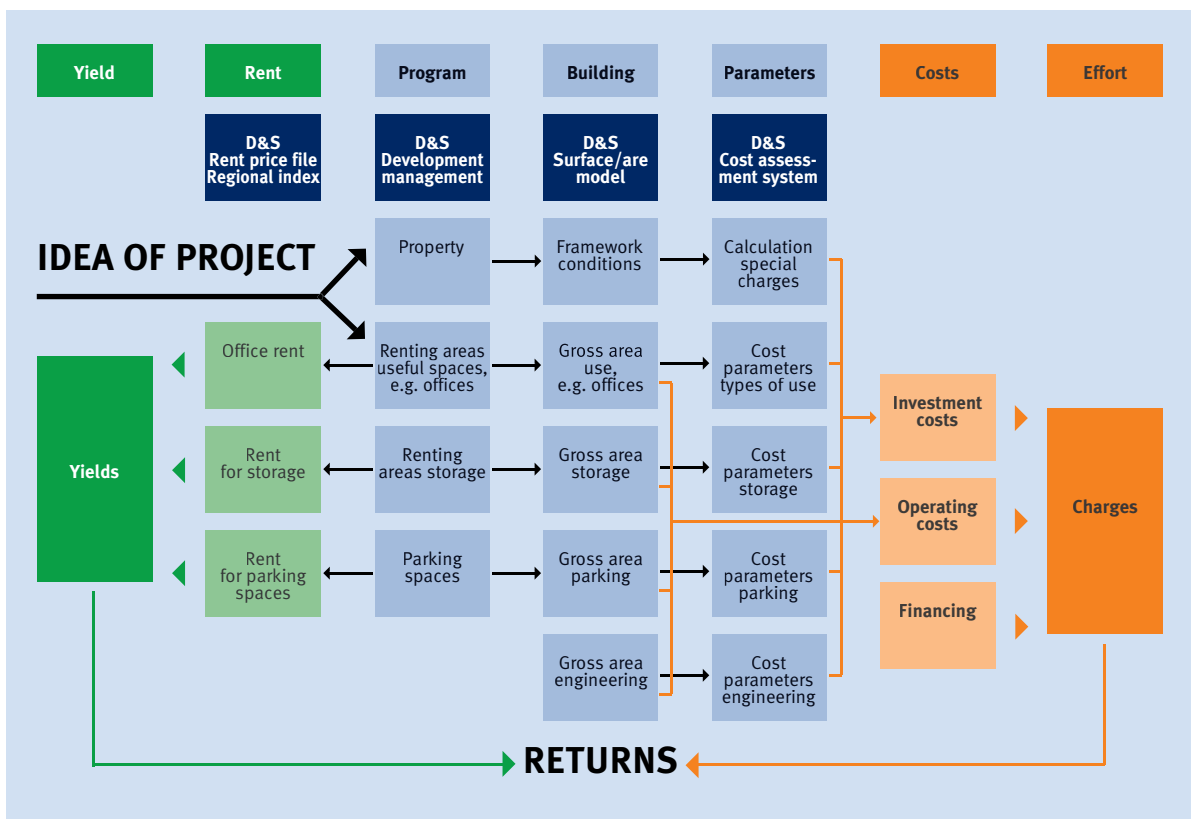 Yield
Rent
Program
Building
Parameters
Costs
Effort
D&S
Rent price file
Regional index
D&S
Development
management
D&S
Surface/are
model
D&S
Cost assess-
ment system
IDEA OF PROJECT
Property
Framework
conditions
Calculation
special
charges
Office rent
Renting areas
useful spaces,
e.g. offices
Gross area
use,
e.g. offices
Cost
parameters
types of use
Investment
costs
Yields
Rent
for storage
Renting
areas storage
Gross area
storage
Cost
parameters
storage
Operating
costs
Charges
Rent
for parking
spaces
Parking
spaces
Gross area
parking
Cost
parameters
parking
Financing
Gross area
engineering
Cost
parameters
engineering
RETURNS